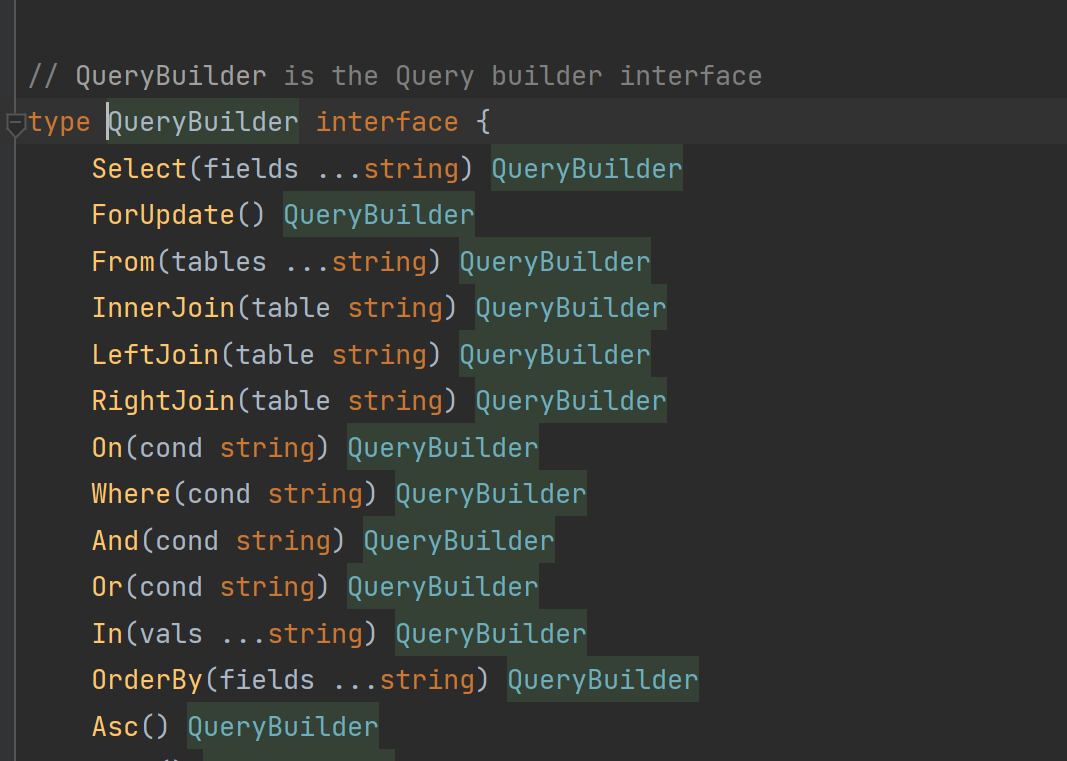 // QueryBuilder is the Query builder interface
type QueryBuilder interface {
Select(fields ...string) QueryBuilder
ForUpdate() QueryBuilder
From(tables ...string) QueryBuilder
InnerJoin(table string) QueryBuilder
LeftJoin(table string) QueryBuilder
RightJoin(table string) QueryBuilder
On(cond string) QueryBuilder
Where(cond string) QueryBuilder
And(cond string) QueryBuilder
Or(cond string) QueryBuilder
In(vals ...string) QueryBuilder
OrderBy(fields ...string) QueryBuilder
Asc() QueryBuilder